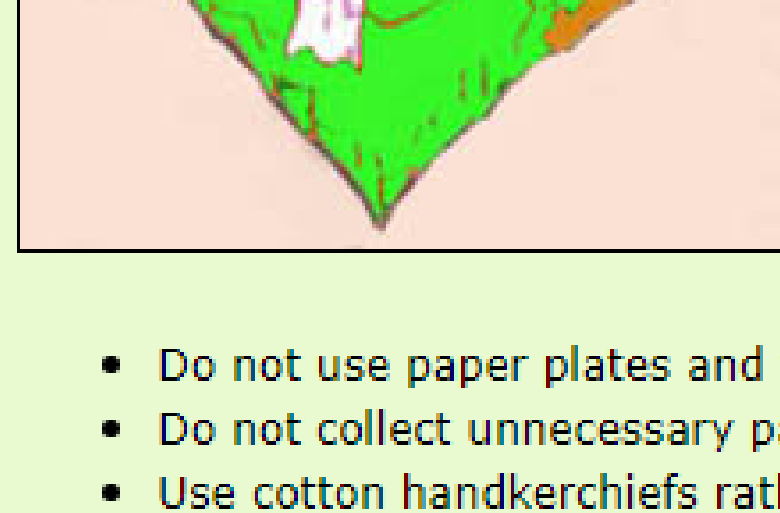 Do not use paper plates and
Do not collect unnecessary
Use cotton handkerchiefs